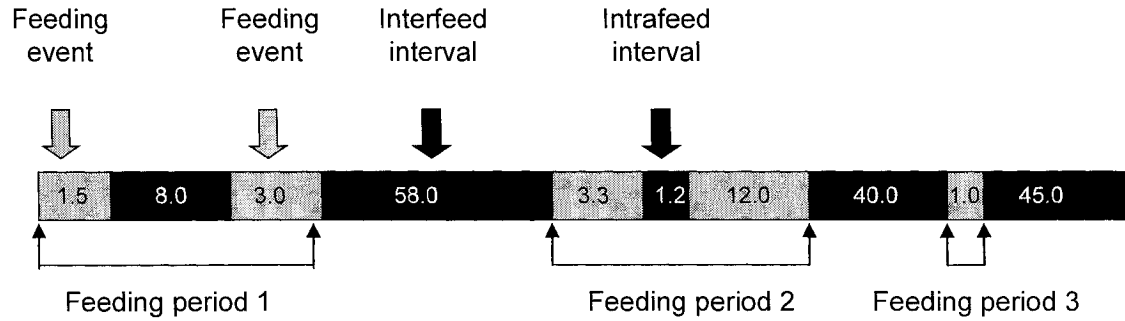 Feeding event
Feeding event
Interfeed interval
Intrafeed interval
1.5 8.0 3.0 58.0 3.3 1.2 12.0 40.0 1.0 45.0
Feeding period 1 Feeding period 2 Feeding period 3